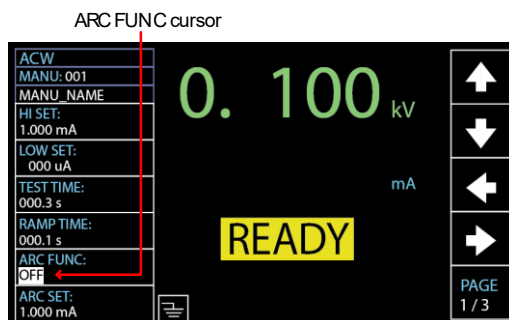 ARC FUNC cursor
ACW
MANU: 001
MANU_NAME
HI SET:
1.000 mA
LOW SET:
000 uA
TEST TIME:
000.3 s
RAMP TIME:
000.1 s
ARC FUNC:
OFF
ARC SET:
1.000 mA
0. 100 kV
mA
READY
PAGE
1 / 3